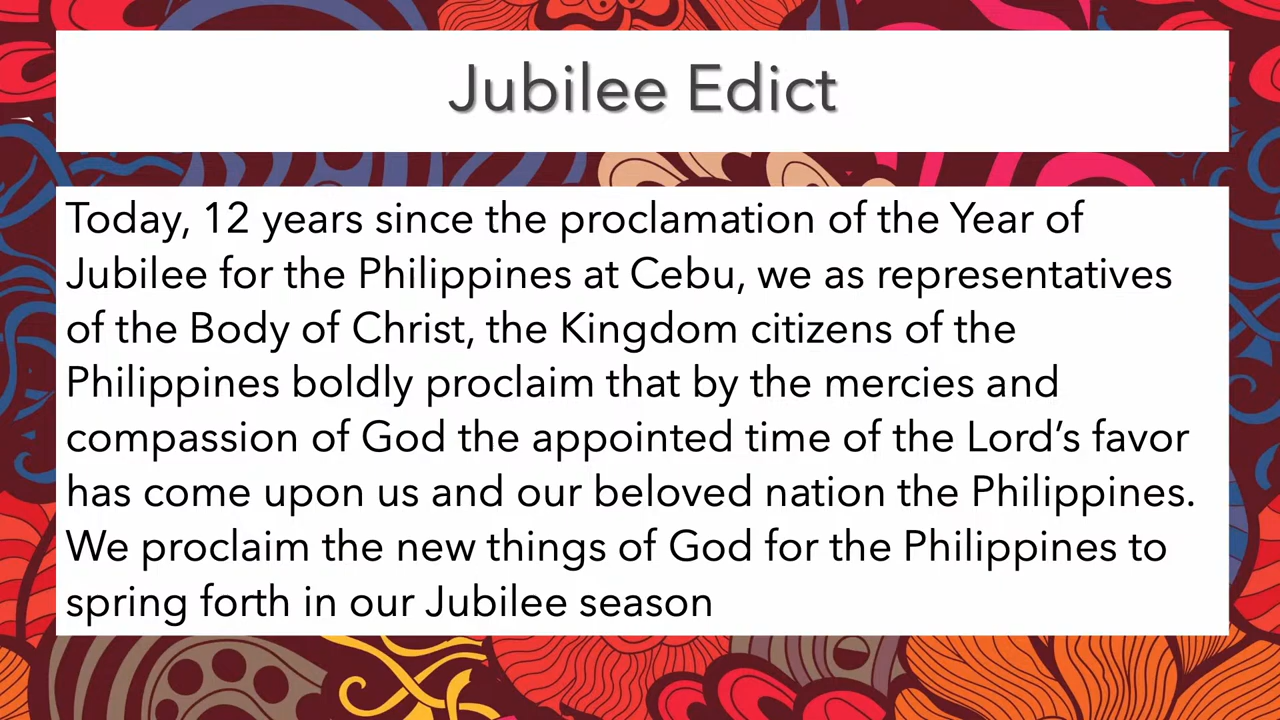 Jubilee Edict
Today, 12 years since the proclamation of the Year of
Jubilee for the Philippines at Cebu, we as representatives
of the Body of Christ, the Kingdom citizens of the
Philippines boldly proclaim that by the mercies and
compassion of God the appointed time of the Lord’s favor
has come upon us and our beloved nation the Philippines.
We proclaim the new things of God for the Philippines to
spring forth in our Jubilee season